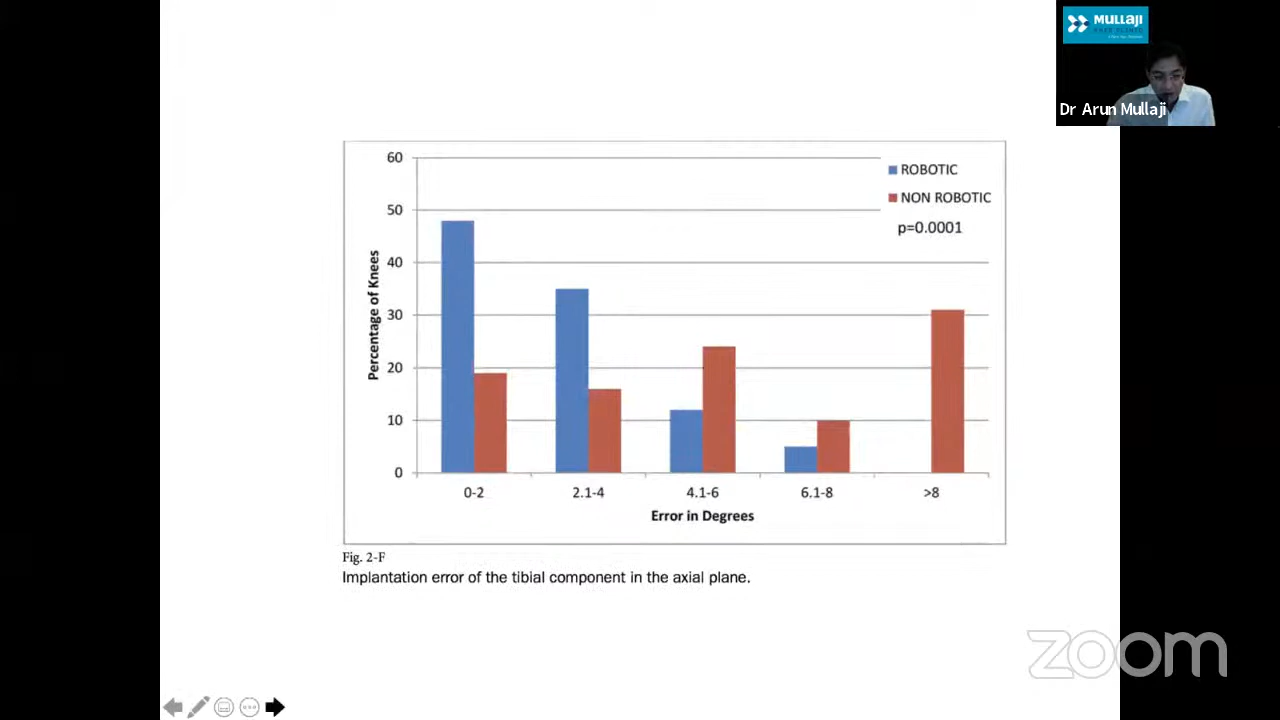 MULLAJI
Dr Arun Mullaji
60
50
40
30
20
10
0
Percentage of Knees
ROBOTIC
NON ROBOTIC
p=0.0001
0-2
2.1-4
4.1-6
6.1-8
>8
Error in Degrees
Fig. 2-F
Implantation error of the tibial component in the axial plane.
zoom